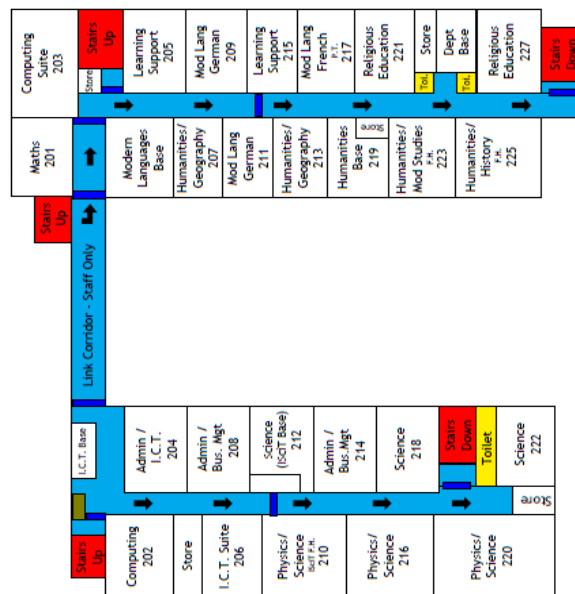 Computing
Suite
203
Stairs
Up
Store
Learning
Support
205
Mod Lang
German
209
Learning
Support
215
Mod Lang
French
P.T.
217
Religious
Education
221
Store
Dept
Base
Tol.
Tol.
Religious
Education
227
Stairs
Down
Maths
201
Modern
Languages
Base
Humanities/
Geography
207
Mod Lang
German
211
Humanities/
Geography
213
Humanities
Base
219
Store
Humanities/
Mod Studies
F.H.
223
Humanities/
History
F.H.
225
Stairs
Up
Link Corridor - Staff Only
I.C.T. Base
Admin /
I.C.T.
204
Admin /
Bus. Mgt
208
Science
(IsciT Base)
212
Admin /
Bus.Mgt
214
Science
218
Stairs
Down
Toilet
Science
222
Stairs
Up
Computing
202
Store
I.C.T. Suite
206
Physics/
Science
IsciT F.H.
210
Physics/
Science
216
Physics/
Science
220
Store